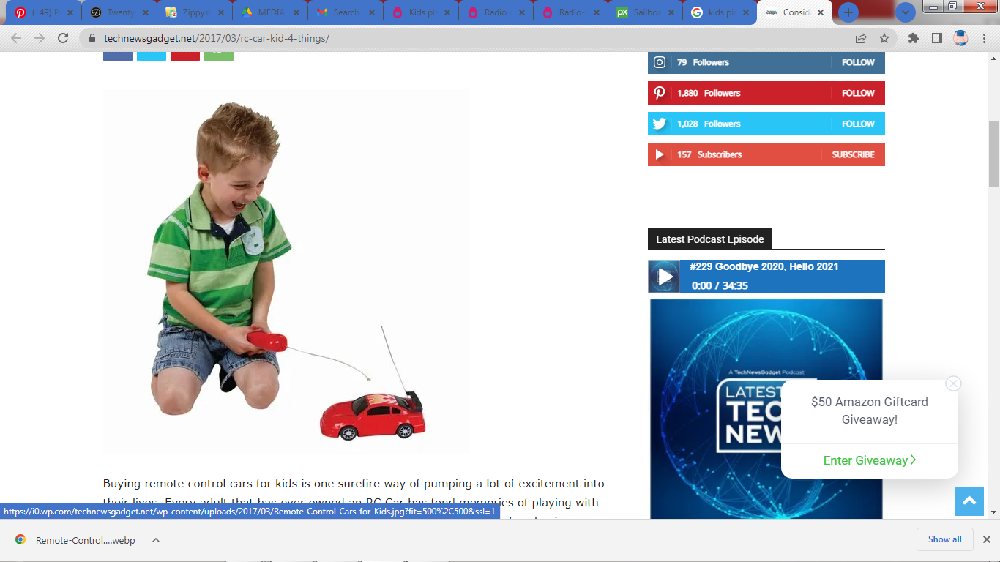 (149) P
Twenty
Zippysh
MEDIA
Search
Kids pl
Radio
Radio-
Sailbo
kids pl
Consid
technewsgadget.net/2017/03/rc-car-kid-4-things/
79 Followers FOLLOW
1,880 Followers FOLLOW
1,028 Followers FOLLOW
157 Subscribers SUBSCRIBE
Latest Podcast Episode
#229 Goodbye 2020, Hello 2021
0:00 / 34:35
A TechNewsGadget Podcast
LATEST
TEC
NEW
$50 Amazon Giftcard
Giveaway!
Enter Giveaway
Buying remote control cars for kids is one surefire way of pumping a lot of excitement into
their lives. Every adult that has ever owned an RC Car has fond memories of playing with
https://i0.wp.com/technewsgadget.net/wp-content/uploads/2017/03/Remote-Control-Cars-for-Kids.jpg?fit=500%2C500&ssl=1
Remote-Control....webp
Show all